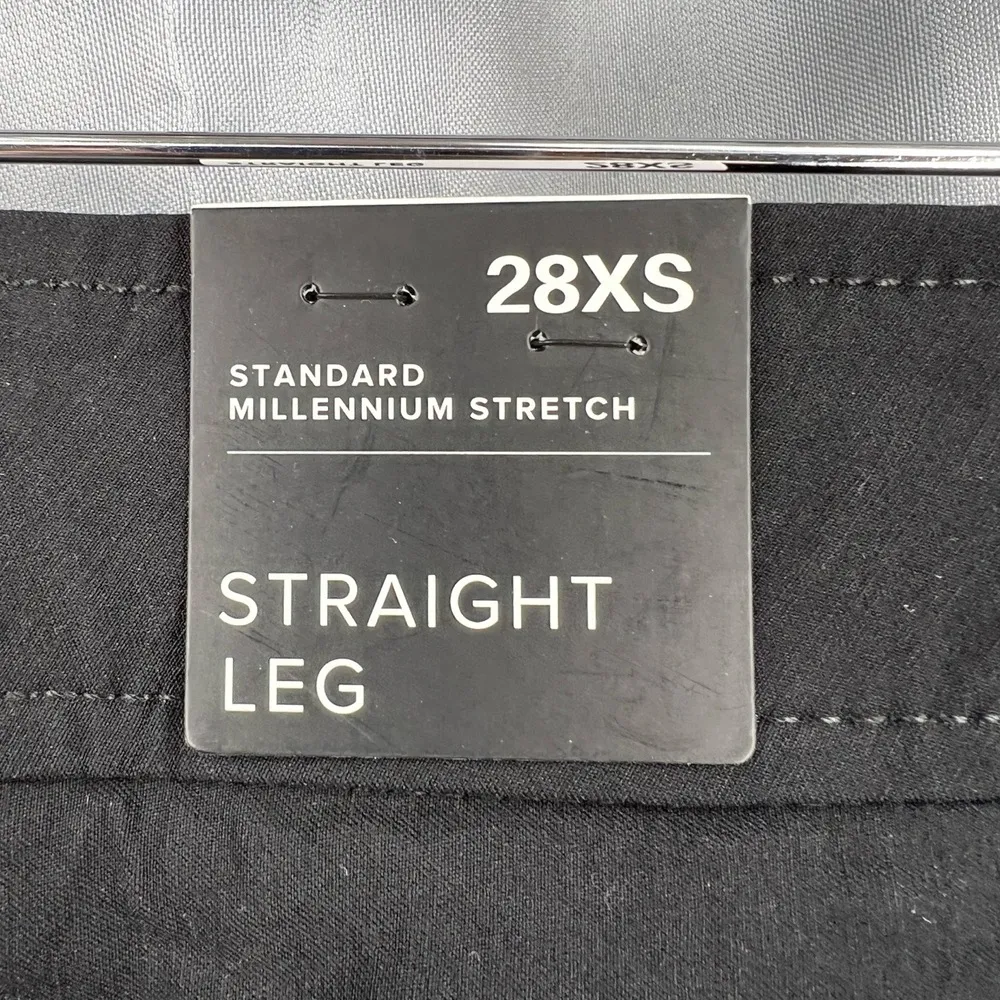 28XS
STANDARD
MILLENNIUM STRETCH
STRAIGHT
LEG